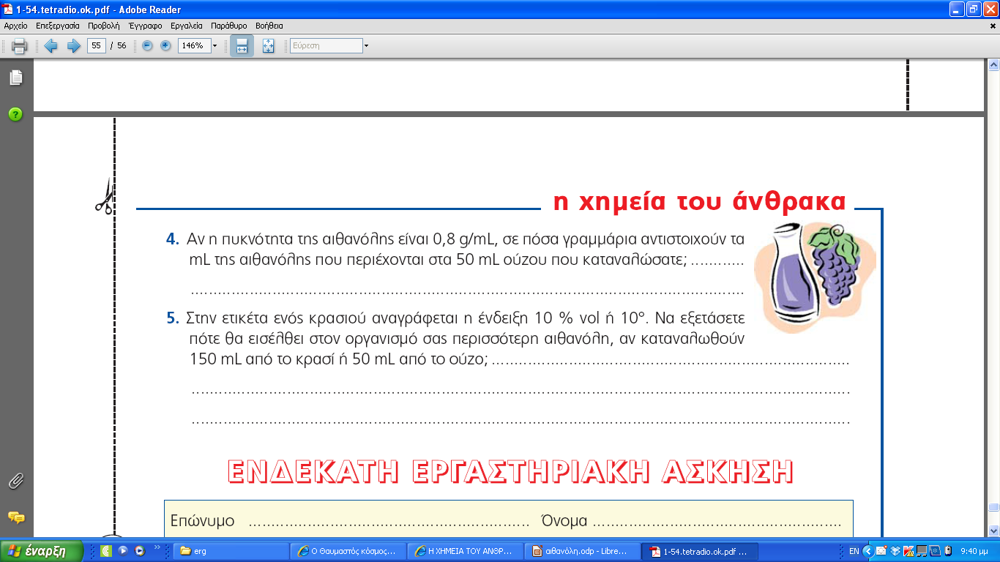 1-54.tetradio.ok.pdf - Adobe Reader
Αρχείο Επεξεργασία Προβολή Έγγραφο Εργαλεία Παράθυρο Βοήθεια
55 / 56 146% Εύρεση
η χημεία του άνθρακα
4. Αν η πυκνότητα της αιθανόλης είναι 0,8 g/mL, σε πόσα γραμμάρια αντιστοιχούν τα
mL της αιθανόλης που περιέχονται στα 50 mL ούζου που καταναλώσατε; ............
5. Στην ετικέτα ενός κρασιού αναγράφεται η ένδειξη 10 % vol ή 10°. Να εξετάσετε
πότε θα εισέλθει στον οργανισμό σας περισσότερη αιθανόλη, αν καταναλωθούν
150 mL από το κρασί ή 50 mL από το ούζο; ............
ΕΝΔΕΚΑΤΗ ΕΡΓΑΣΤΗΡΙΑΚΗ ΑΣΚΗΣΗ
Επώνυμο ............ Όνομα ............
έναρξη erg Ο Θαυμαστός κόσμος... Η ΧΗΜΕΙΑ ΤΟΥ ΑΝΘΡ... αιθανόλη.odp - Libre... 1-54.tetradio.ok.pdf ... EN 9:40 μμ